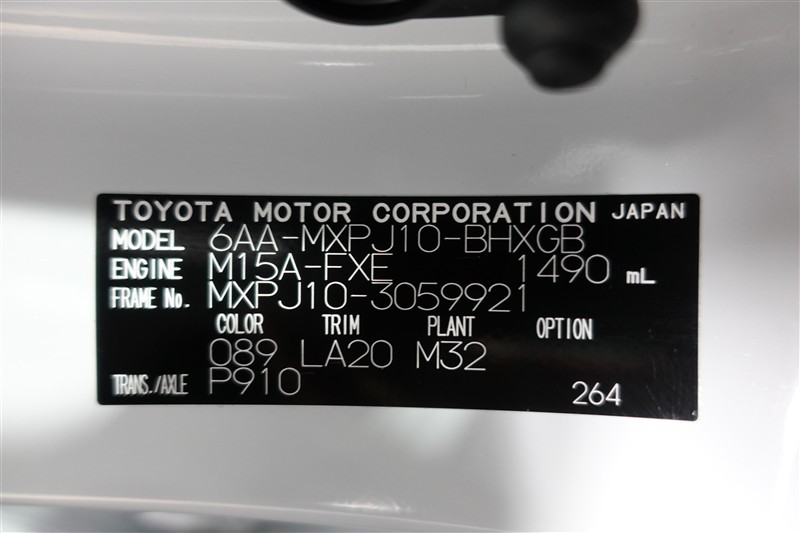 TOYOTA MOTOR CORPORATION JAPAN
MODEL 6AA-MXPJ10-BHXGB
ENGINE M15A-FXE 1490 mL
FRAME No. MXPJ10-3059921
COLOR TRIM PLANT OPTION
089 LA20 M32
TRANS./AXLE P910 264